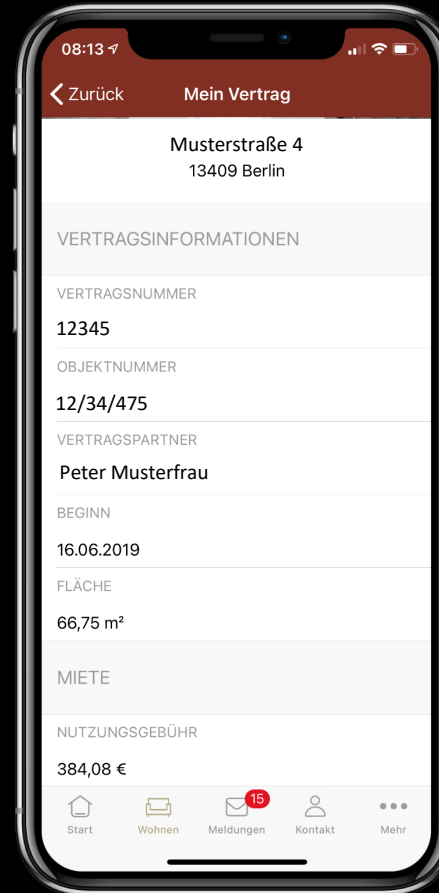 08:13
Zurück Mein Vertrag
Musterstraße 4
13409 Berlin
VERTRAGSINFORMATIONEN
VERTRAGSNUMMER
12345
OBJEKTNUMMER
12/34/475
VERTRAGSPARTNER
Peter Musterfrau
BEGINN
16.06.2019
FLÄCHE
66,75 m²
MIETE
NUTZUNGSGEBÜHR
384,08 €
15
Start Wohnen Meldungen Kontakt Mehr